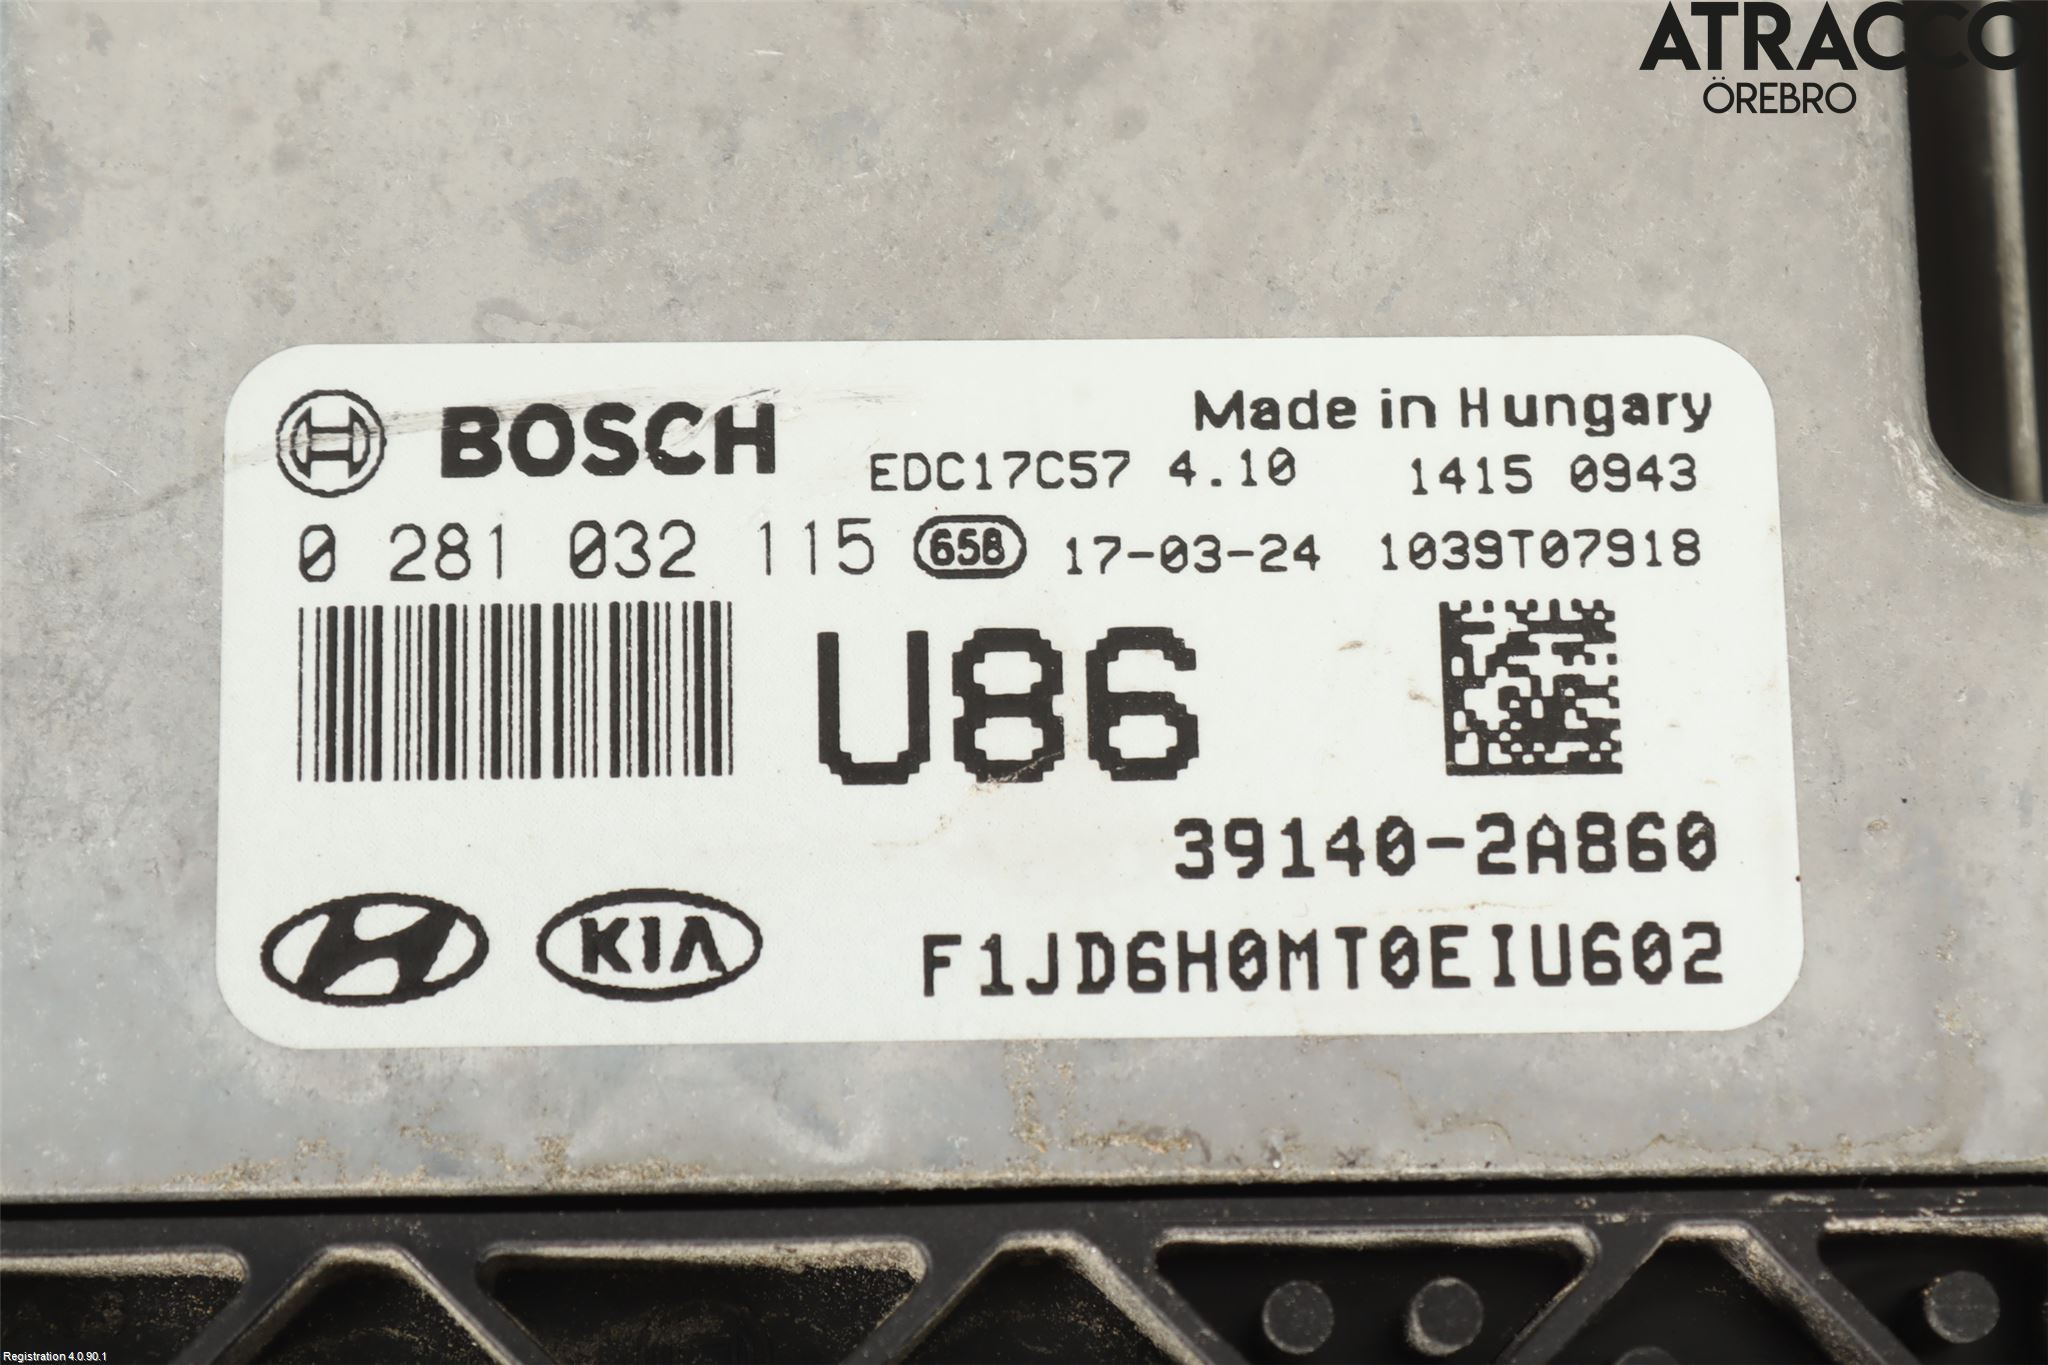 ATRACCO
ÖREBRO
BOSCH
Made in Hungary
EDC17C57 4.10 1415 0943
0 281 032 115 658 17-03-24 1039T07918
U86
39140-2A860
KIA
F1JD6H0MT0EIU602
Registration 4.0.90.1